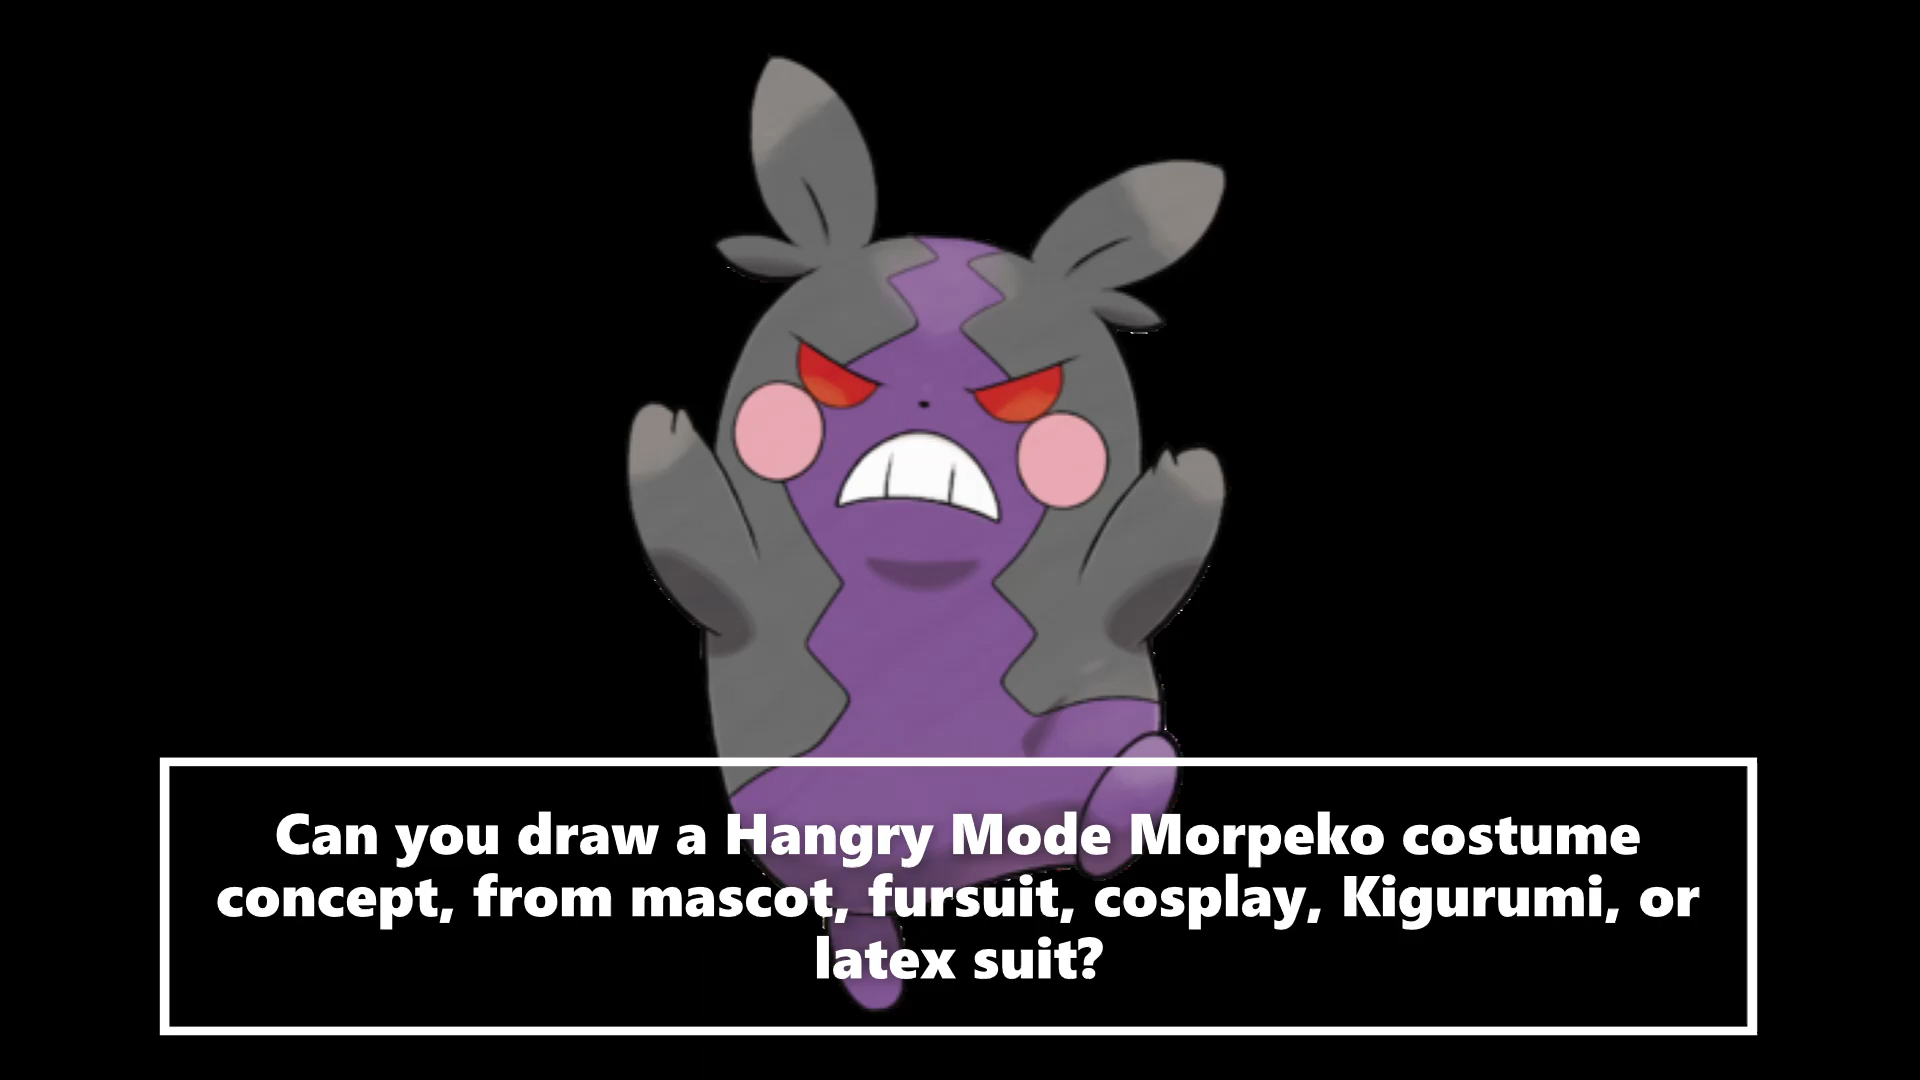 Can you draw a Hangry Mode Morpeko costume
concept, from mascot, fursuit, cosplay, Kigurumi, or
latex suit?